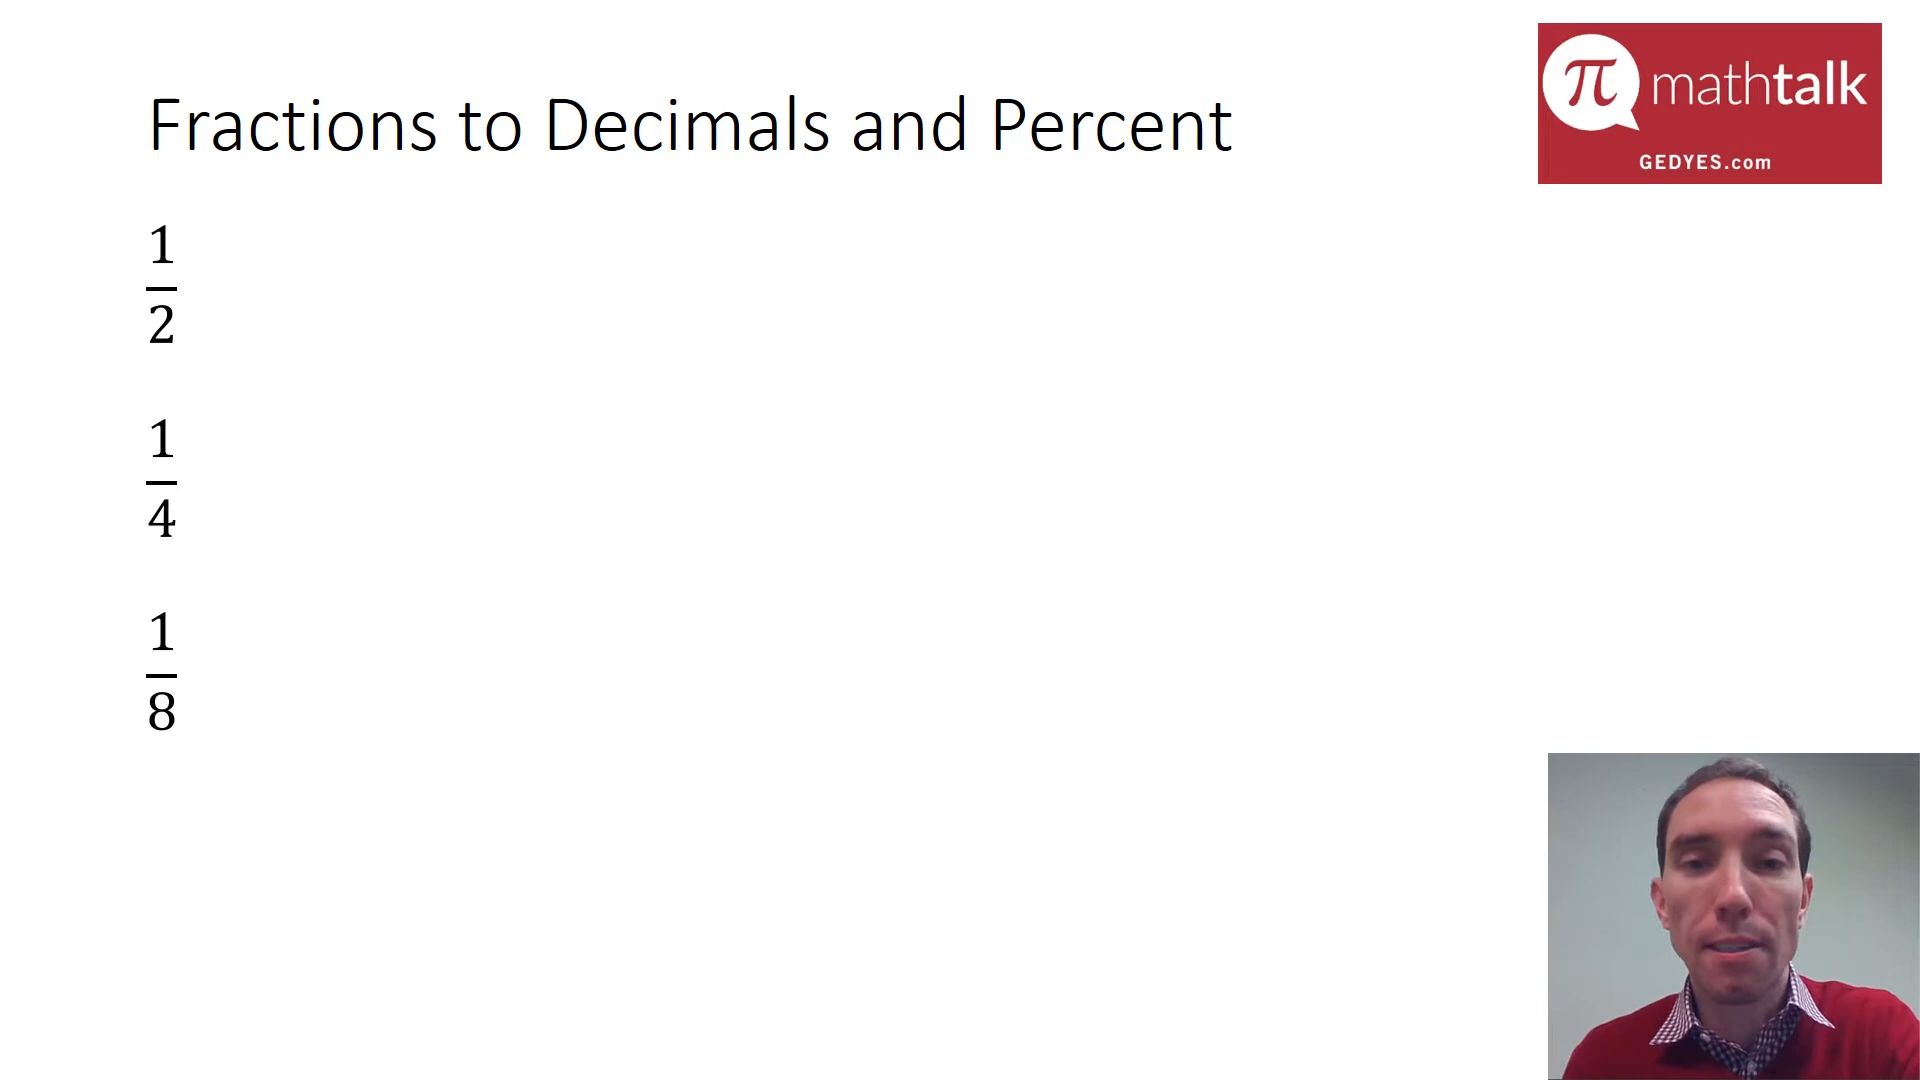 Fractions to Decimals and Percent
π mathtalk
GEDYES.com
1
2
1
4
1
8